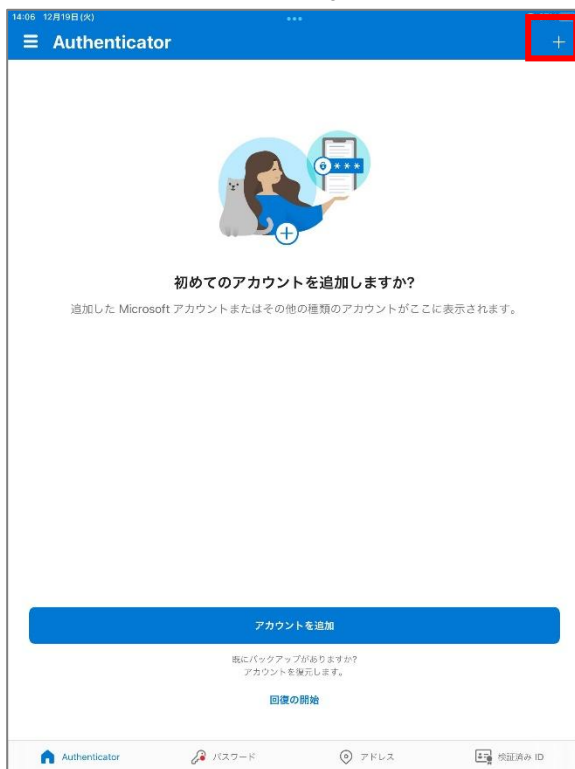 14:06 12月19日(火)
Authenticator
初めてのアカウントを追加しますか?
追加した Microsoft アカウントまたはその他の種類のアカウントがここに表示されます。
アカウントを追加
既にバックアップがありますか?
アカウントを復元します。
回復の開始
Authenticator パスワード アドレス 検証済み ID